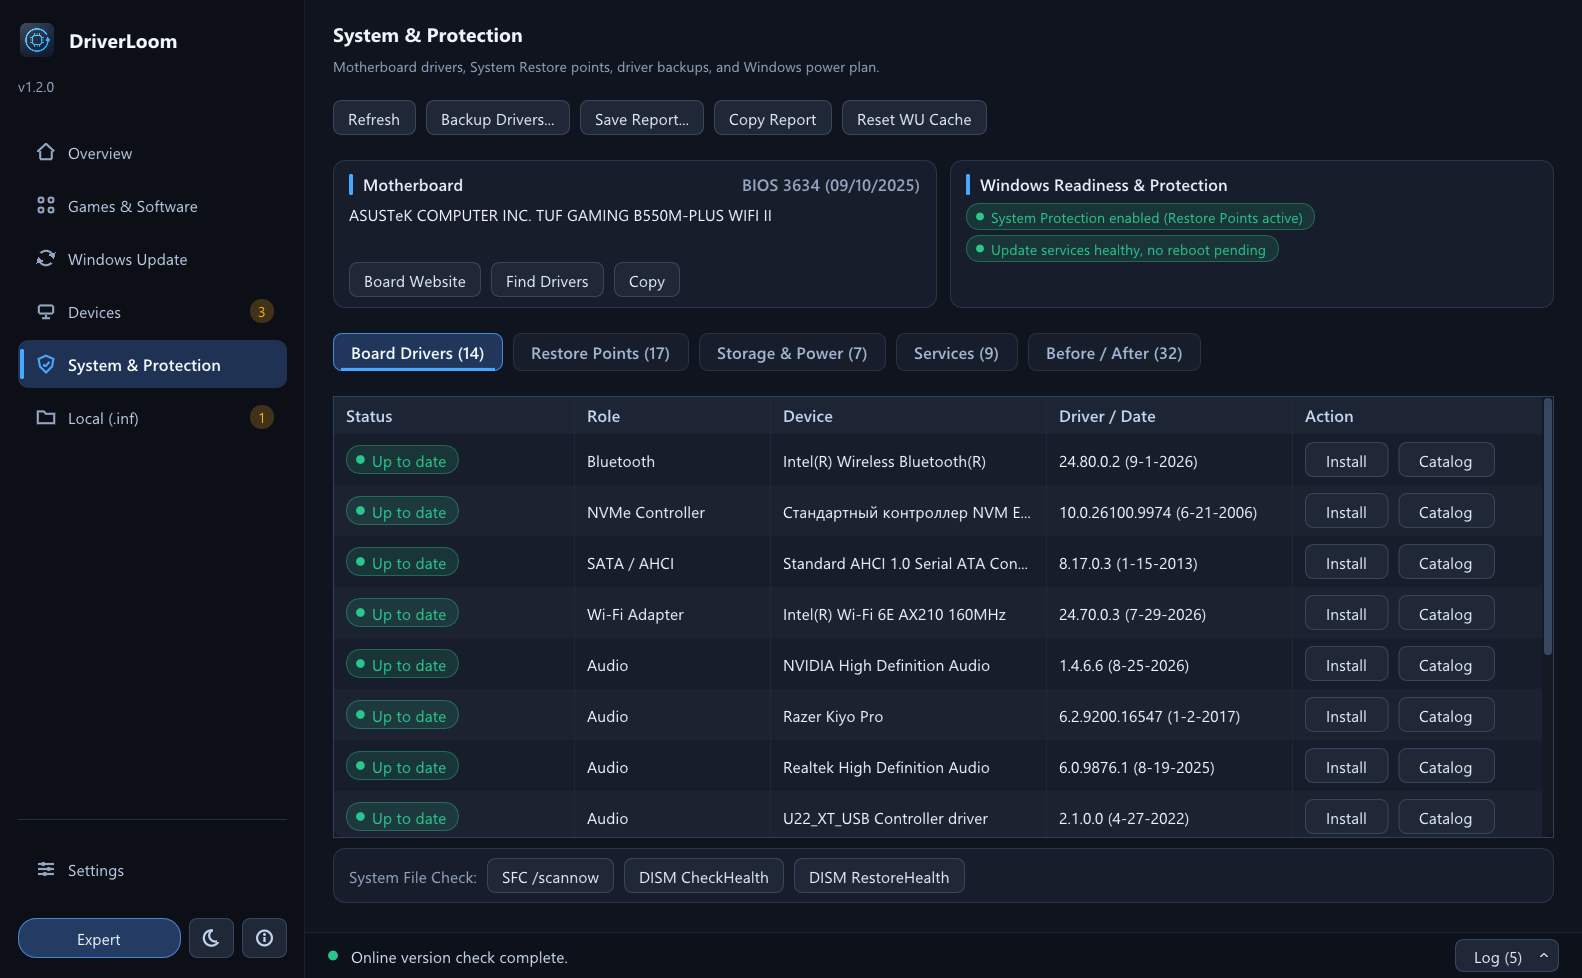 DriverLoom
v1.2.0
Overview
Games & Software
Windows Update
Devices 3
System & Protection
Local (.inf) 1
Settings
Expert
System & Protection
Motherboard drivers, System Restore points, driver backups, and Windows power plan.
Refresh Backup Drivers... Save Report... Copy Report Reset WU Cache
Motherboard BIOS 3634 (09/10/2025)
ASUSTeK COMPUTER INC. TUF GAMING B550M-PLUS WIFI II
Board Website Find Drivers Copy
Windows Readiness & Protection
System Protection enabled (Restore Points active)
Update services healthy, no reboot pending
Board Drivers (14) Restore Points (17) Storage & Power (7) Services (9) Before / After (32)
Status Role Device Driver / Date Action
Up to date Bluetooth Intel(R) Wireless Bluetooth(R) 24.80.0.2 (9-1-2026) Install Catalog
Up to date NVMe Controller Стандартный контроллер NVM E... 10.0.26100.9974 (6-21-2006) Install Catalog
Up to date SATA / AHCI Standard AHCI 1.0 Serial ATA Con... 8.17.0.3 (1-15-2013) Install Catalog
Up to date Wi-Fi Adapter Intel(R) Wi-Fi 6E AX210 160MHz 24.70.0.3 (7-29-2026) Install Catalog
Up to date Audio NVIDIA High Definition Audio 1.4.6.6 (8-25-2026) Install Catalog
Up to date Audio Razer Kiyo Pro 6.2.9200.16547 (1-2-2017) Install Catalog
Up to date Audio Realtek High Definition Audio 6.0.9876.1 (8-19-2025) Install Catalog
Up to date Audio U22_XT_USB Controller driver 2.1.0.0 (4-27-2022) Install Catalog
System File Check: SFC /scannow DISM CheckHealth DISM RestoreHealth
Online version check complete.
Log (5)